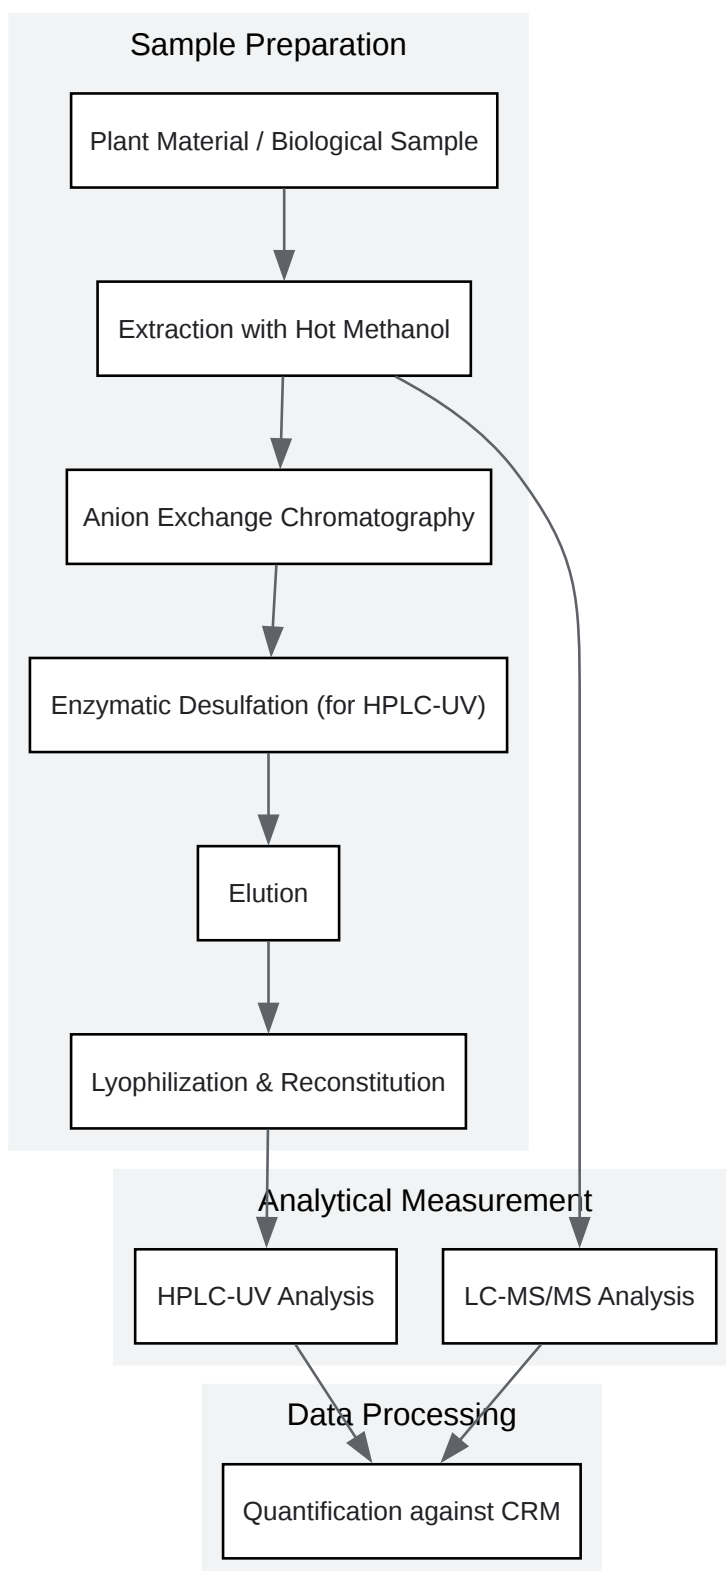 Sample Preparation
Plant Material / Biological Sample
Extraction with Hot Methanol
Anion Exchange Chromatography
Enzymatic Desulfation (for HPLC-UV)
Elution
Lyophilization & Reconstitution
Analytical Measurement
HPLC-UV Analysis
LC-MS/MS Analysis
Data Processing
Quantification against CRM